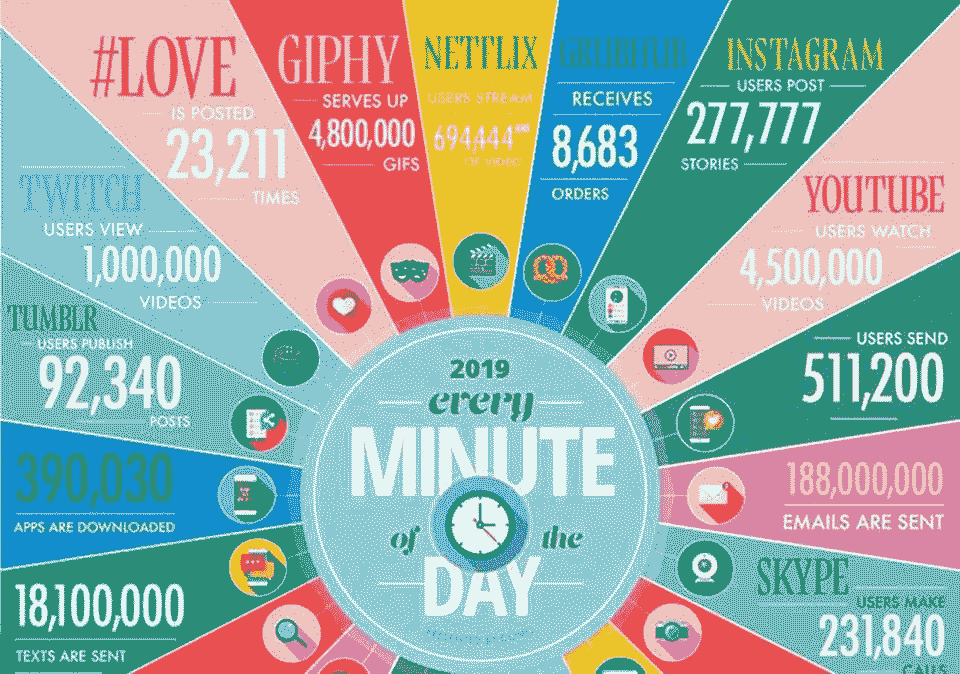 #LOVE
IS POSTED
23,211
TIMES
GIPHY
SERVES UP
4,800,000
GIFS
NETFLIX
USERS STREAM
694,444
OF VIDEO
RECEIVES
8,683
ORDERS
INSTAGRAM
USERS POST
277,777
STORIES
YOUTUBE
USERS WATCH
4,500,000
VIDEOS
USERS SEND
511,200
188,000,000
EMAILS ARE SENT
SKYPE
USERS MAKE
231,840
CALLS
TWITCH
USERS VIEW
1,000,000
VIDEOS
TUMBLR
USERS PUBLISH
92,340
POSTS
390,030
APPS ARE DOWNLOADED
18,100,000
TEXTS ARE SENT
2019
every
MINUTE
of the
DAY